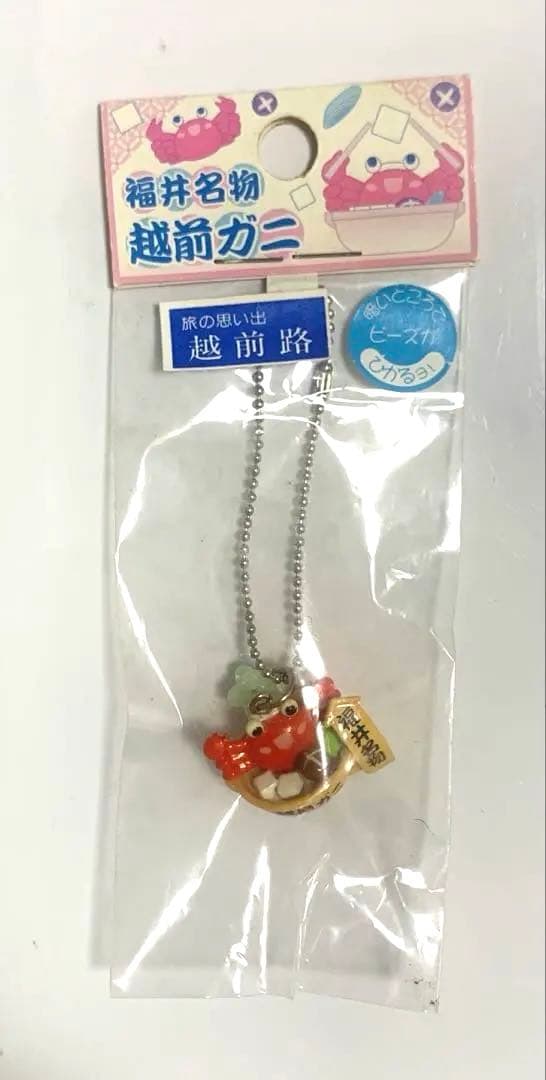 福井名物
越前ガニ
旅の思い出
越前路
暗いところで
ビーズが
ひかるヨ!
福井名物